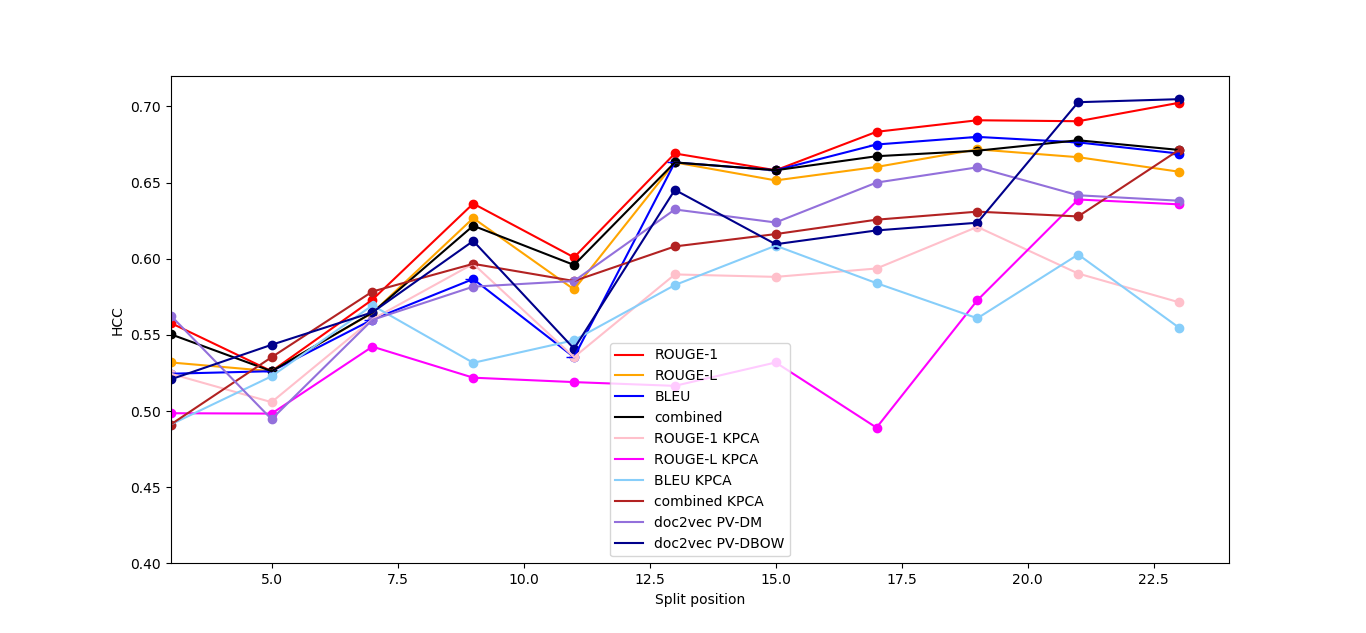 0.70
0.65
0.60
0.55
0.50
0.45
0.40
HCC
5.0 7.5 10.0 12.5 15.0 17.5 20.0 22.5
Split position
ROUGE-1
ROUGE-L
BLEU
combined
ROUGE-1 KPCA
ROUGE-L KPCA
BLEU KPCA
combined KPCA
doc2vec PV-DM
doc2vec PV-DBOW